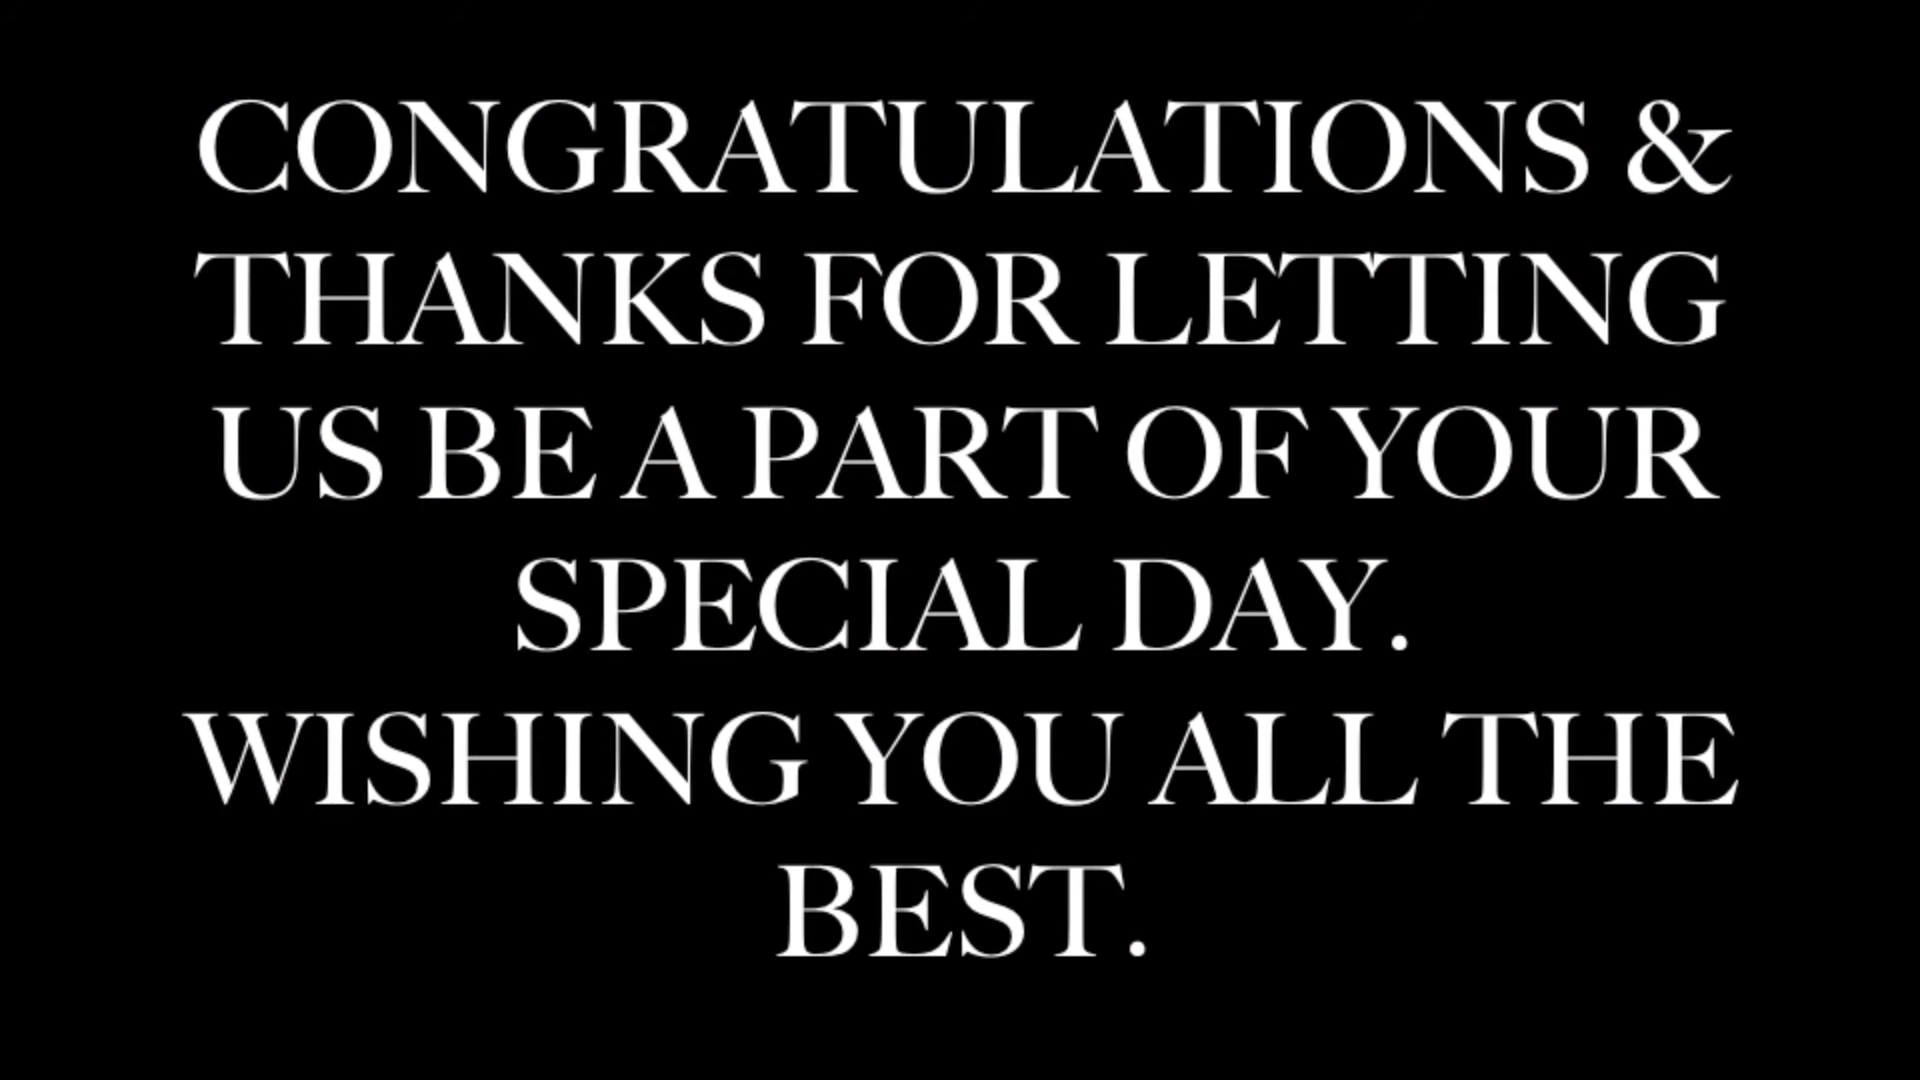 CONGRATULATIONS &
THANKS FOR LETTING
US BE A PART OF YOUR
SPECIAL DAY.
WISHING YOU ALL THE
BEST.